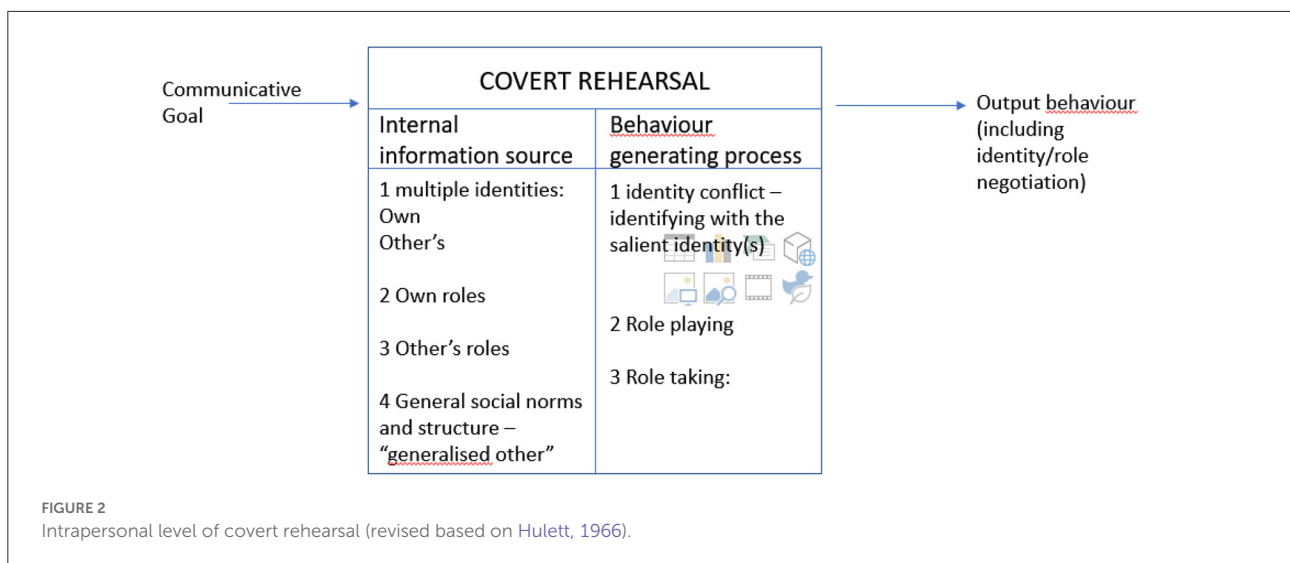 Communicative
Goal
COVERT REHEARSAL
Internal
information source
Behaviour
generating process
1 multiple identities:
Own
Other's
2 Own roles
3 Other's roles
4 General social norms
and structure –
“generalised other”
1 identity conflict –
identifying with the
salient identity(s)
2 Role playing
3 Role taking:
Output behaviour
(including
identity/role
negotiation)
FIGURE 2
Intrapersonal level of covert rehearsal (revised based on Hulett, 1966).